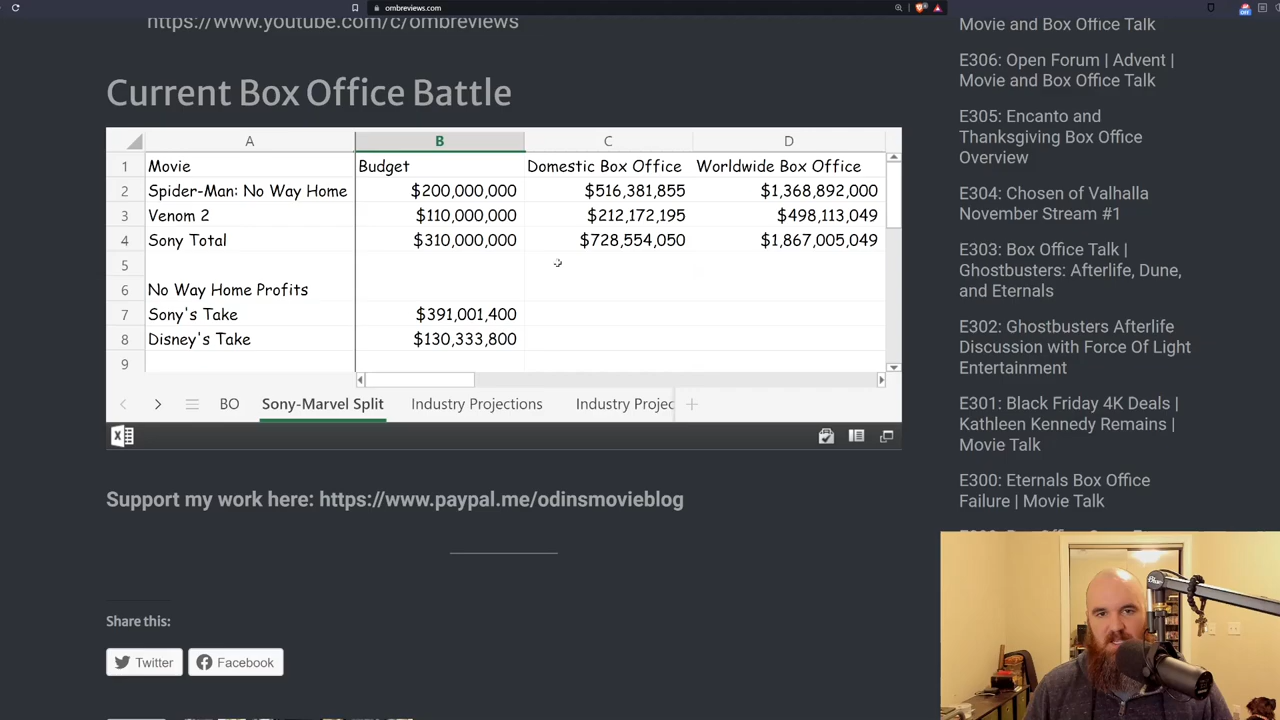 ombreviews.com
https://www.youtube.com/c/ombreviews
Current Box Office Battle
A B C D
1 Movie Budget Domestic Box Office Worldwide Box Office
2 Spider-Man: No Way Home $200,000,000 $516,381,855 $1,368,892,000
3 Venom 2 $110,000,000 $212,172,195 $498,113,049
4 Sony Total $310,000,000 $728,554,050 $1,867,005,049
5
6 No Way Home Profits
7 Sony's Take $391,001,400
8 Disney's Take $130,333,800
9
BO Sony-Marvel Split Industry Projections Industry Projec
Support my work here: https://www.paypal.me/odinsmovieblog
Share this:
Twitter Facebook
Movie and Box Office Talk
E306: Open Forum | Advent |
Movie and Box Office Talk
E305: Encanto and
Thanksgiving Box Office
Overview
E304: Chosen of Valhalla
November Stream #1
E303: Box Office Talk |
Ghostbusters: Afterlife, Dune,
and Eternals
E302: Ghostbusters Afterlife
Discussion with Force Of Light
Entertainment
E301: Black Friday 4K Deals |
Kathleen Kennedy Remains |
Movie Talk
E300: Eternals Box Office
Failure | Movie Talk